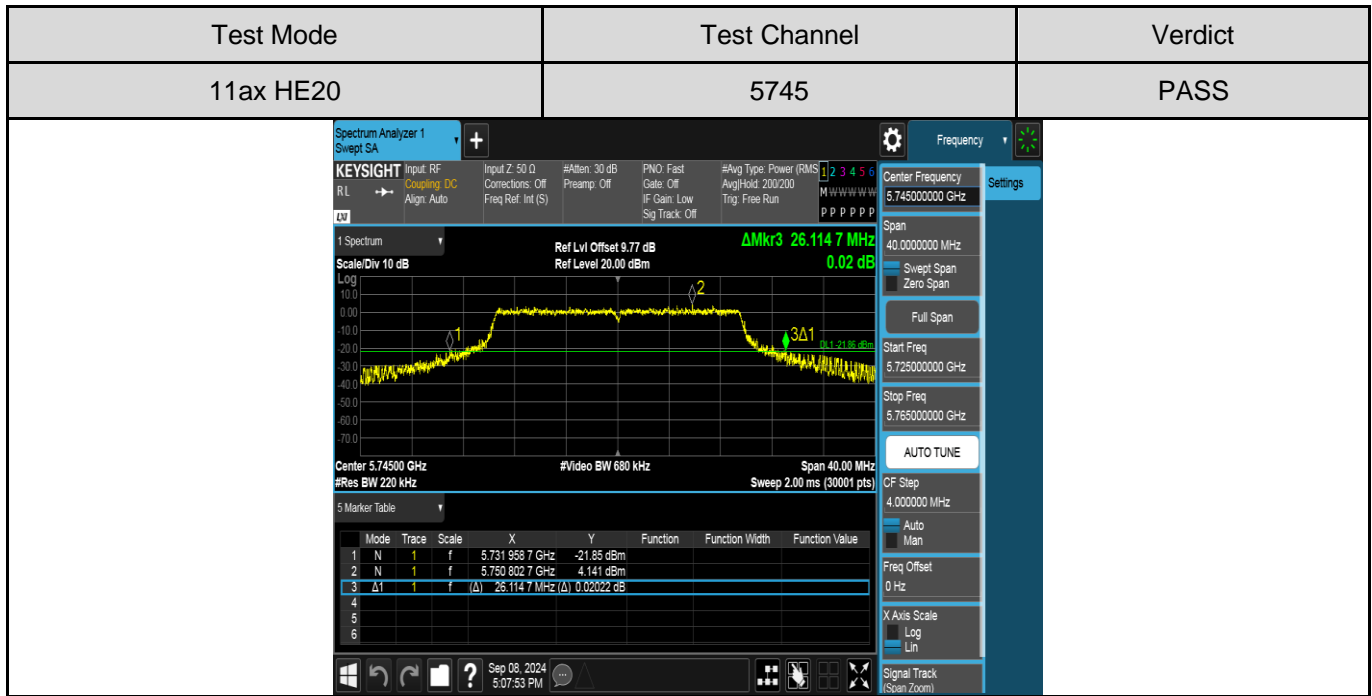 Test Mode Test Channel Verdict
11ax HE20 5745 PASS
Spectrum Analyzer 1
Swept SA
+
Frequency
KEYSIGHT Input: RF Input Z: 50 Ω #Atten: 30 dB PNO: Fast #Avg Type: Power (RMS 1 2 3 4 5 6
R L Coupling: DC Corrections: Off Preamp: Off Gate: Off Avg|Hold: 200/200 M W W W W W
Align: Auto Freq Ref: Int (S) IF Gain: Low Trig: Free Run
LXI Sig Track: Off P P P P P P
Center Frequency
5.745000000 GHz
Settings
1 Spectrum Ref Lvl Offset 9.77 dB ΔMkr3 26.114 7 MHz
Scale/Div 10 dB Ref Level 20.00 dBm 0.02 dB
Log
10.0
0.00
-10.0
-20.0
-30.0
-40.0
-50.0
-60.0
-70.0
1
2
3Δ1
DL1 -21.86 dBm
Center 5.74500 GHz #Video BW 680 kHz Span 40.00 MHz
#Res BW 220 kHz Sweep 2.00 ms (30001 pts)
Span
40.0000000 MHz
Swept Span
Zero Span
Full Span
Start Freq
5.725000000 GHz
Stop Freq
5.765000000 GHz
AUTO TUNE
CF Step
4.000000 MHz
Auto
Man
Freq Offset
0 Hz
X Axis Scale
Log
Lin
Signal Track
(Span Zoom)
5 Marker Table
Mode Trace Scale X Y Function Function Width Function Value
1 N 1 f 5.731 958 7 GHz -21.85 dBm
2 N 1 f 5.750 802 7 GHz 4.141 dBm
3 Δ1 1 f (Δ) 26.114 7 MHz (Δ) 0.02022 dB
4
5
6
? Sep 08, 2024
5:07:53 PM